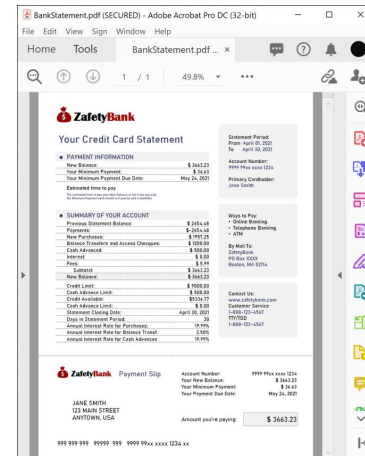 BankStatement.pdf (SECURED) - Adobe Acrobat Pro DC (32-bit)
File Edit View Sign Window Help
Home Tools BankStatement.pdf ... ×
1 / 1 49.8%
ZafetyBank
Your Credit Card Statement
PAYMENT INFORMATION
New Balance: $ 3663.23
Your Minimum Payment: $ 36.63
Your Minimum Payment Due Date: May 24, 2021
Estimated time to pay
SUMMARY OF YOUR ACCOUNT
Previous Statement Balance: $ 2654.48
Payments: $-2654.48
New Purchases: $ 1957.25
Balance Transfers and Access Cheques: $ 1200.00
Cash Advanced: $ 500.00
Interest: $ 0.00
Fees: $ 5.99
Subtotal: $ 3663.23
New Balance: $ 3663.23
Credit Limit: $ 9000.00
Cash Advance Limit: $ 500.00
Credit Available: $5336.77
Cash Advance Limit: $ 0.00
Statement Closing Date: April 30, 2021
Days in Statement Period: 30
Annual Interest Rate for Purchases: 19.99%
Annual Interest Rate for Balance Transf. 2.50%
Annual Interest Rate for Cash Advances 19.99%
Statement Period:
From April 01, 2021
To April 30, 2021
Account Number:
9999 99xx xxxx 1234
Primary Cardholder:
Jane Smith
Ways to Pay:
• Online Banking
• Telephone Banking
• ATM
By Mail To:
ZafetyBank
PO Box XXXX
Boston, MA 02114
Contact Us:
www.zafetybank.com
Customer Service
1-888-123-4567
TTY/TDD
1-888-123-4567
ZafetyBank Payment Slip
Account Number: 9999 99xx xxxx 1234
Your New Balance: $ 3663.23
Your Minimum Payment: $ 36.63
Your Payment Due Date: May 24, 2021
JANE SMITH
123 MAIN STREET
ANYTOWN, USA
Amount you're paying: $ 3663.23
999 999 999 99999 999 9999 99xx xxxx 1234 xx